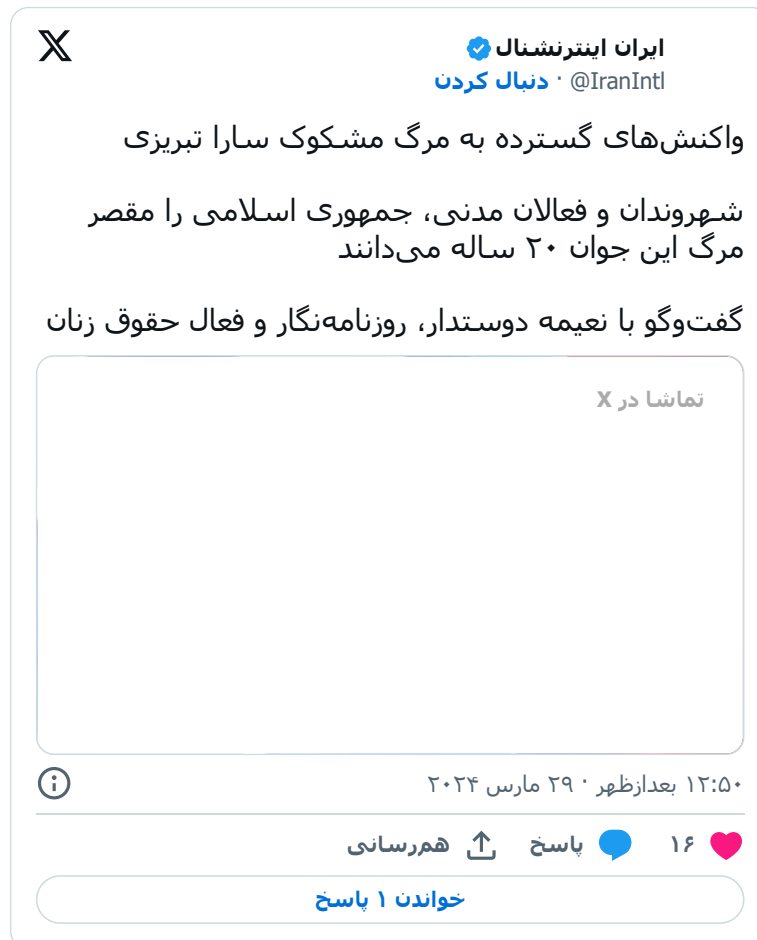 ایران اینترنشنال
@IranIntl · دنبال کردن
واکنش‌های گسترده به مرگ مشکوک سارا تبریزی
شهروندان و فعالان مدنی، جمهوری اسلامی را مقصر
مرگ این جوان ۲۰ ساله می‌دانند
گفت‌وگو با نعیمه دوستدار، روزنامه‌نگار و فعال حقوق زنان
تماشا در X
۱۲:۵۰ بعدازظهر · ۲۹ مارس ۲۰۲۴
۱۶ پاسخ هم‌رسانی
خواندن ۱ پاسخ